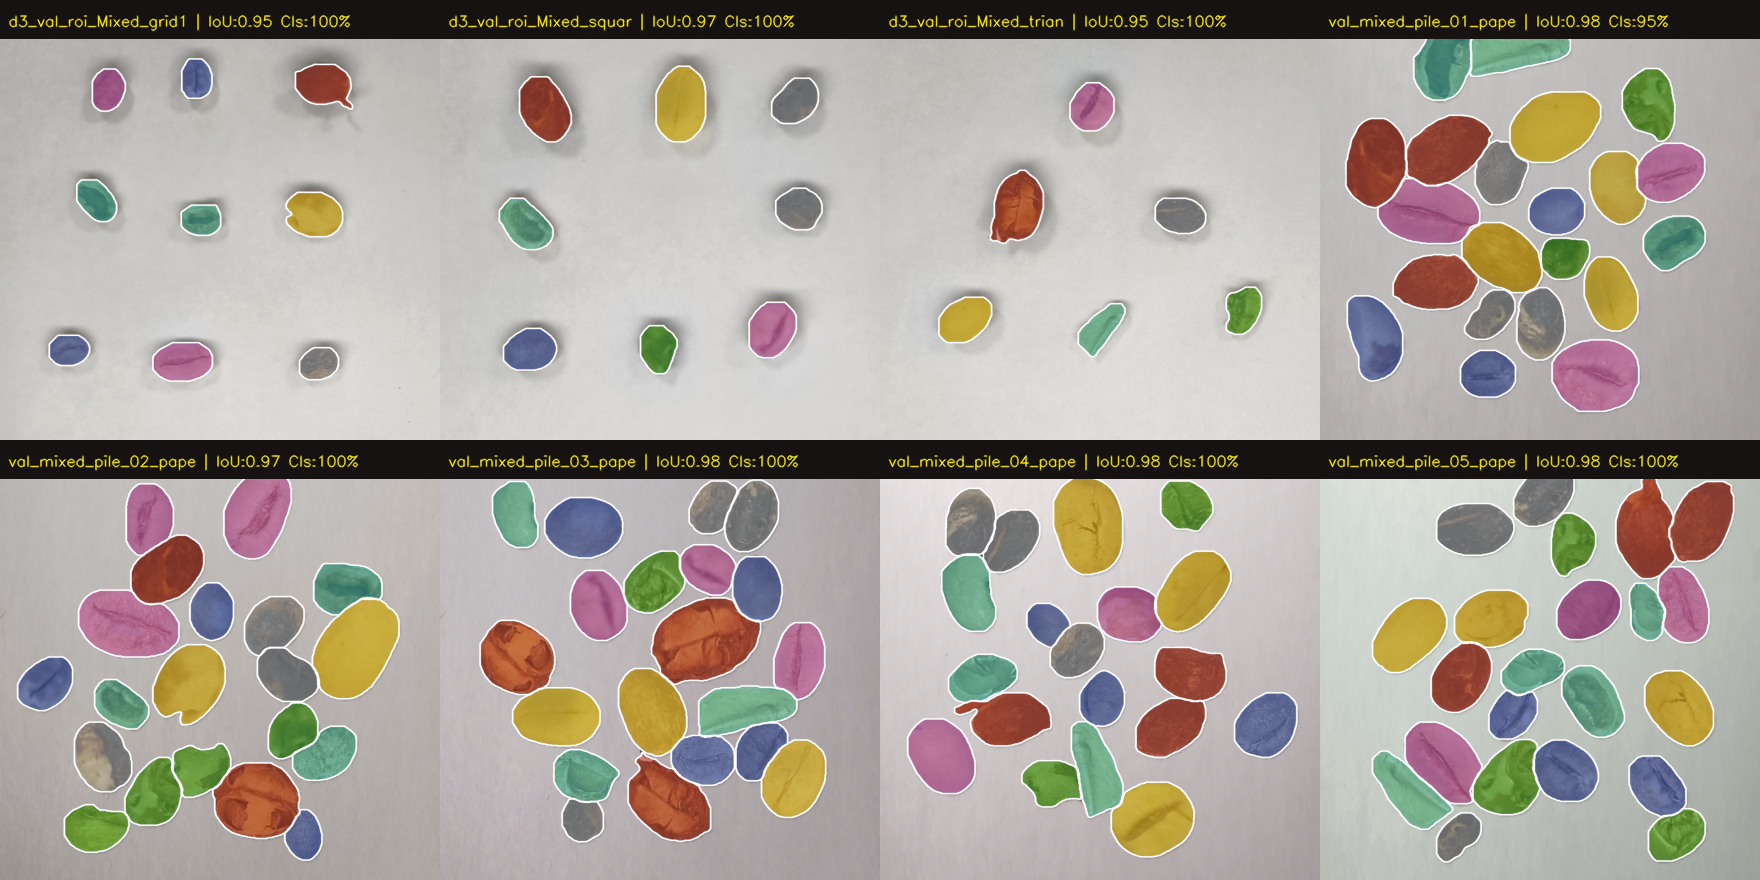 d3_val_roi_Mixed_grid1 | IoU:0.95 Cls:100%
d3_val_roi_Mixed_squar | IoU:0.97 Cls:100%
d3_val_roi_Mixed_trian | IoU:0.95 Cls:100%
val_mixed_pile_01_pape | IoU:0.98 Cls:95%
val_mixed_pile_02_pape | IoU:0.97 Cls:100%
val_mixed_pile_03_pape | IoU:0.98 Cls:100%
val_mixed_pile_04_pape | IoU:0.98 Cls:100%
val_mixed_pile_05_pape | IoU:0.98 Cls:100%